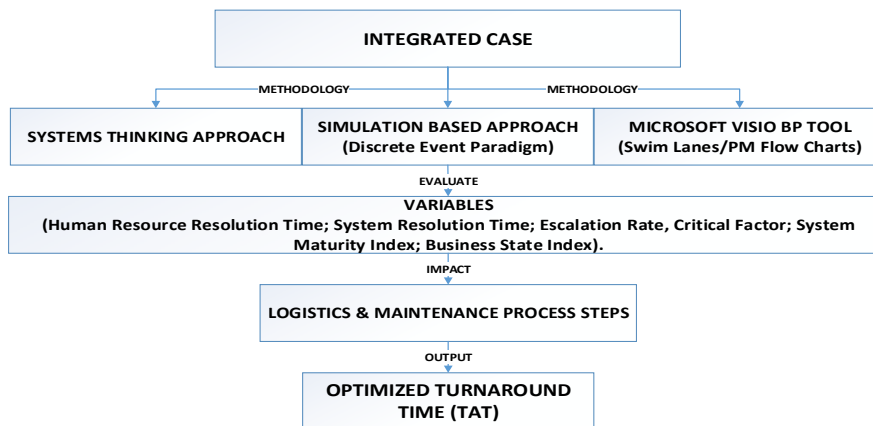 INTEGRATED CASE
METHODOLOGY
METHODOLOGY
SYSTEMS THINKING APPROACH
SIMULATION BASED APPROACH
(Discrete Event Paradigm)
MICROSOFT VISIO BP TOOL
(Swim Lanes/PM Flow Charts)
EVALUATE
VARIABLES
(Human Resource Resolution Time; System Resolution Time; Escalation Rate, Critical Factor; System
Maturity Index; Business State Index).
IMPACT
LOGISTICS & MAINTENANCE PROCESS STEPS
OUTPUT
OPTIMIZED TURNAROUND
TIME (TAT)